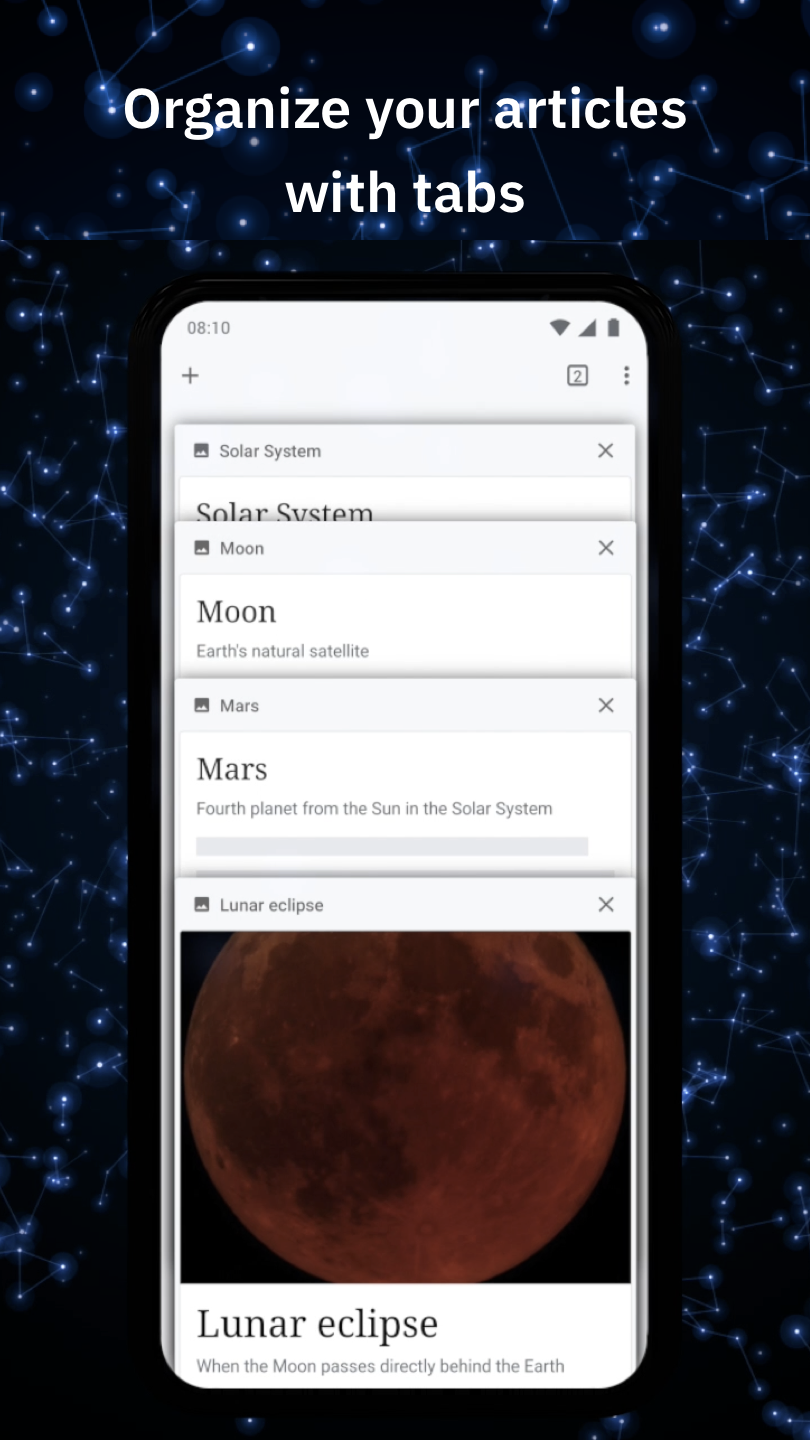 Organize your articles
with tabs
08:10
2
Solar System
Solar System
Moon
Moon
Earth's natural satellite
Mars
Mars
Fourth planet from the Sun in the Solar System
Lunar eclipse
Lunar eclipse
When the Moon passes directly behind the Earth